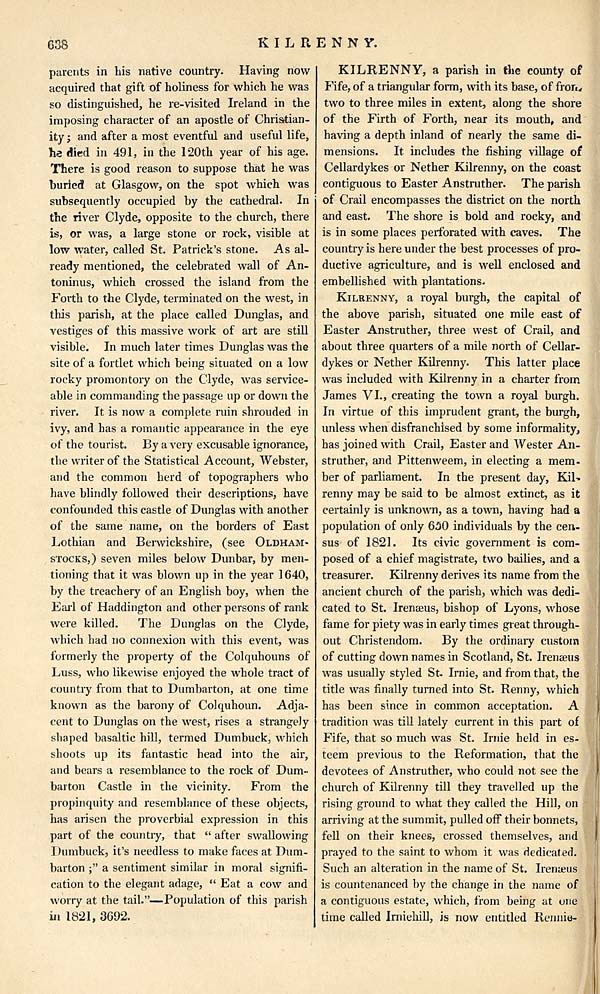 638
KILRENNY.
parents in his native country. Having now
acquired that gift of holiness for which he was
so distinguished, he re-visited Ireland in the
imposing character of an apostle of Christian-
ity; and after a most eventful and useful life,
he died in 491, in the 120th year of his age.
There is good reason to suppose that he was
buried at Glasgow, on the spot which was
subsequently occupied by the cathedral. In
the river Clyde, opposite to the church, there
is, or was, a large stone or rock, visible at
low water, called St. Patrick's stone. As al-
ready mentioned, the celebrated wall of An-
toninus, which crossed the island from the
Forth to the Clyde, terminated on the west, in
this parish, at the place called Dunglas, and
vestiges of this massive work of art are still
visible. In much later times Dunglas was the
site of a fortlet which being situated on a low
rocky promontory on the Clyde, was service-
able in commanding the passage up or down the
river. It is now a complete ruin shrouded in
ivy, and has a romantic appearance in the eye
of the tourist. By a very excusable ignorance,
the writer of the Statistical Account, Webster,
and the common herd of topographers who
have blindly followed their descriptions, have
confounded this castle of Dunglas with another
of the same name, on the borders of East
Lothian and Berwickshire, (see OLDHAM-
STOCKS,) seven miles below Dunbar, by men-
tioning that it was blown up in the year 1640,
by the treachery of an English boy, when the
Earl of Haddington and other persons of rank
were killed. The Dunglas on the Clyde,
which had no connexion with this event, was
formerly the property of the Colquhouns of
Luss, who likewise enjoyed the whole tract of
country from that to Dumbarton, at one time
known as the barony of Colquhoun. Adja-
cent to Dunglas on the west, rises a strangely
shaped basaltic hill, termed Dumbuck, which
shoots up its fantastic head into the air,
and bears a resemblance to the rock of Dum-
barton Castle in the vicinity. From the
propinquity and resemblance of these objects,
has arisen the proverbial expression in this
part of the country, that "after swallowing
Dumbuck, it's needless to make faces at Dum-
barton;" a sentiment similar in moral signifi-
cation to the elegant adage, "Eat a cow and
worry at the tail."—Population of this parish
in 1821, 3692.
KILRENNY, a parish in the county of
Fife, of a triangular form, with its base, of from
two to three miles in extent, along the shore
of the Firth of Forth, near its mouth, and
having a depth inland of nearly the same di-
mensions. It includes the fishing village of
Cellardykes or Nether Kilrenny, on the coast
contiguous to Easter Anstruther. The parish
of Crail encompasses the district on the north
and east. The shore is bold and rocky, and
is in some places perforated with caves. The
country is here under the best processes of pro-
ductive agriculture, and is well enclosed and
embellished with plantations.
KILRENNY, a royal burgh, the capital of
the above parish, situated one mile east of
Easter Anstruther, three west of Crail, and
about three quarters of a mile north of Cellar-
dykes or Nether Kilrenny. This latter place
was included with Kilrenny in a charter from
James VI., creating the town a royal burgh.
In virtue of this imprudent grant, the burgh,
unless when disfranchised by some informality,
has joined with Crail, Easter and Wester An-
struther, and Pittenweem, in electing a mem-
ber of parliament. In the present day, Kil-
renny may be said to be almost extinct, as it
certainly is unknown, as a town, having had a
population of only 650 individuals by the cen-
sus of 1821. Its civic government is com-
posed of a chief magistrate, two bailies, and a
treasurer. Kilrenny derives its name from the
ancient church of the parish, which was dedi-
cated to St. Irenæus, bishop of Lyons, whose
fame for piety was in early times great through-
out Christendom. By the ordinary custom
of cutting down names in Scotland, St. Irenæus
was usually styled St. Irnie, and from that, the
title was finally turned into St. Renny, which
has been since in common acceptation. A
tradition was till lately current in this part of
Fife, that so much was St. Irnie held in es-
teem previous to the Reformation, that the
devotees of Anstruther, who could not see the
church of Kilrenny till they travelled up the
rising ground to what they called the Hill, on
arriving at the summit, pulled off their bonnets,
fell on their knees, crossed themselves, and
prayed to the saint to whom it was dedicated.
Such an alteration in the name of St. Irenæus
is countenanced by the change in the name of
a contiguous estate, which, from being at one
time called Irniehill, is now entitled Rennie-